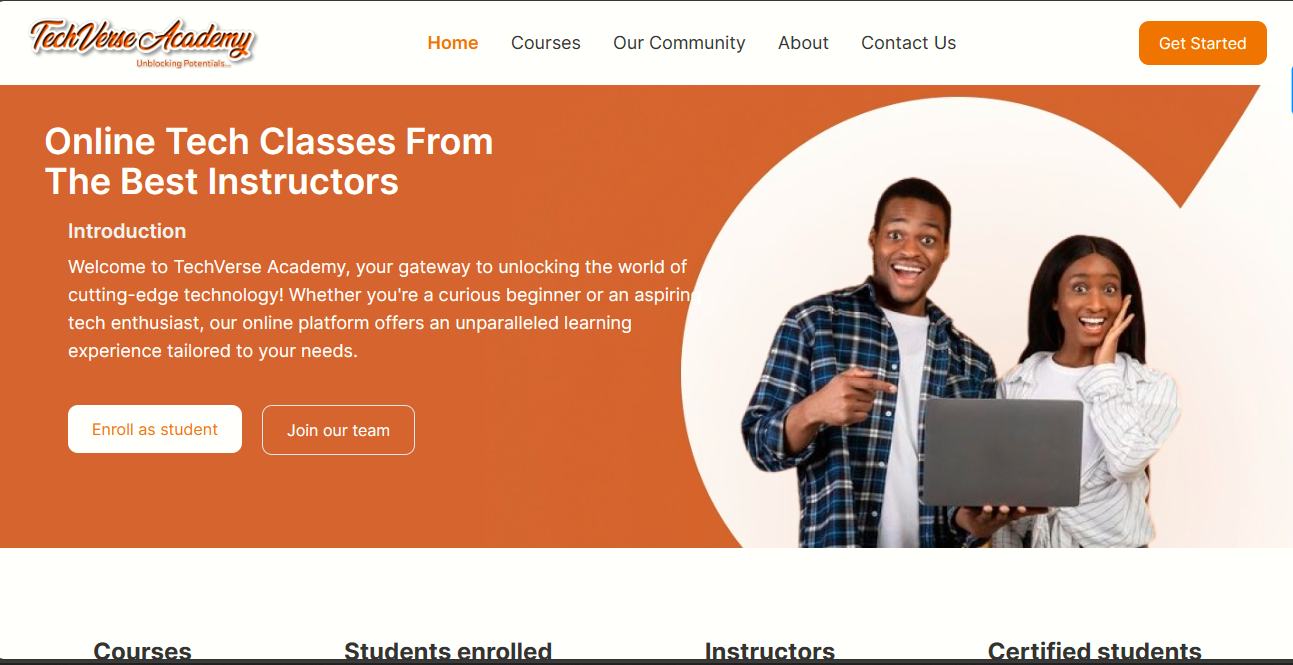 TechVerse Academy
Unblocking Potentials...
Home Courses Our Community About Contact Us
Get Started
Online Tech Classes From
The Best Instructors
Introduction
Welcome to TechVerse Academy, your gateway to unlocking the world of
cutting-edge technology! Whether you're a curious beginner or an aspiring
tech enthusiast, our online platform offers an unparalleled learning
experience tailored to your needs.
Enroll as student
Join our team
Courses
Students enrolled
Instructors
Certified students